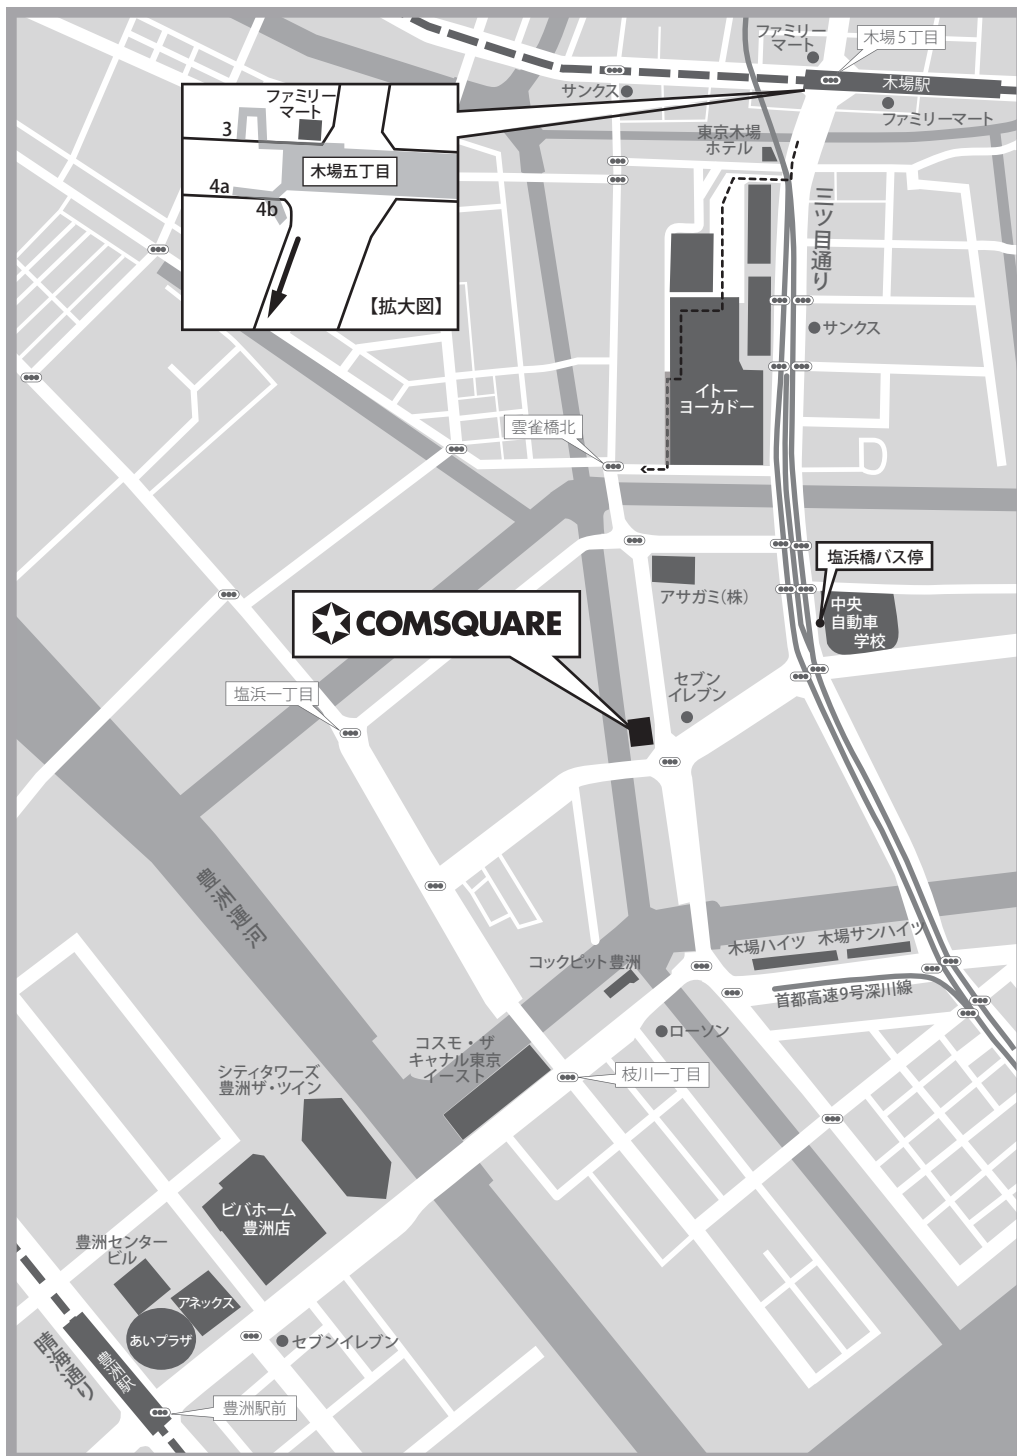 ファミリー
マート
木場5丁目
木場駅
サンクス
ファミリーマート
東京木場
ホテル
ファミリー
マート
3
木場五丁目
4a
4b
【拡大図】
三ツ目通り
サンクス
イトー
ヨーカドー
雲雀橋北
塩浜橋バス停
アサガミ(株)
中央
自動車
学校
COMSQUARE
セブン
イレブン
塩浜一丁目
豊洲運河
木場ハイツ
木場サンハイツ
コックピット豊洲
首都高速9号深川線
ローソン
コスモ・ザ
キャナル東京
イースト
枝川一丁目
シティタワーズ
豊洲ザ・ツイン
ビバホーム
豊洲店
豊洲センター
ビル
アネックス
あいプラザ
セブンイレブン
晴海通り
豊洲駅
豊洲駅前